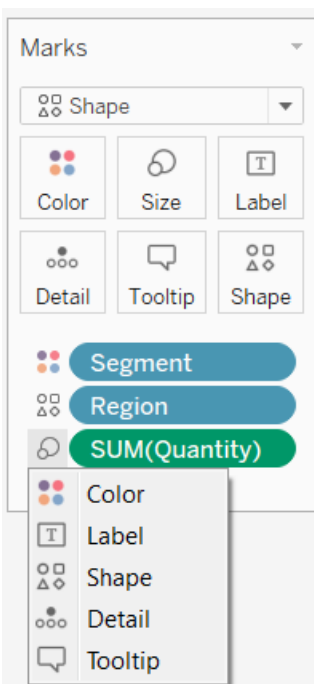 Marks
Shape
Color Size Label
Detail Tooltip Shape
Segment
Region
SUM(Quantity)
Color
T Label
Shape
Detail
Tooltip